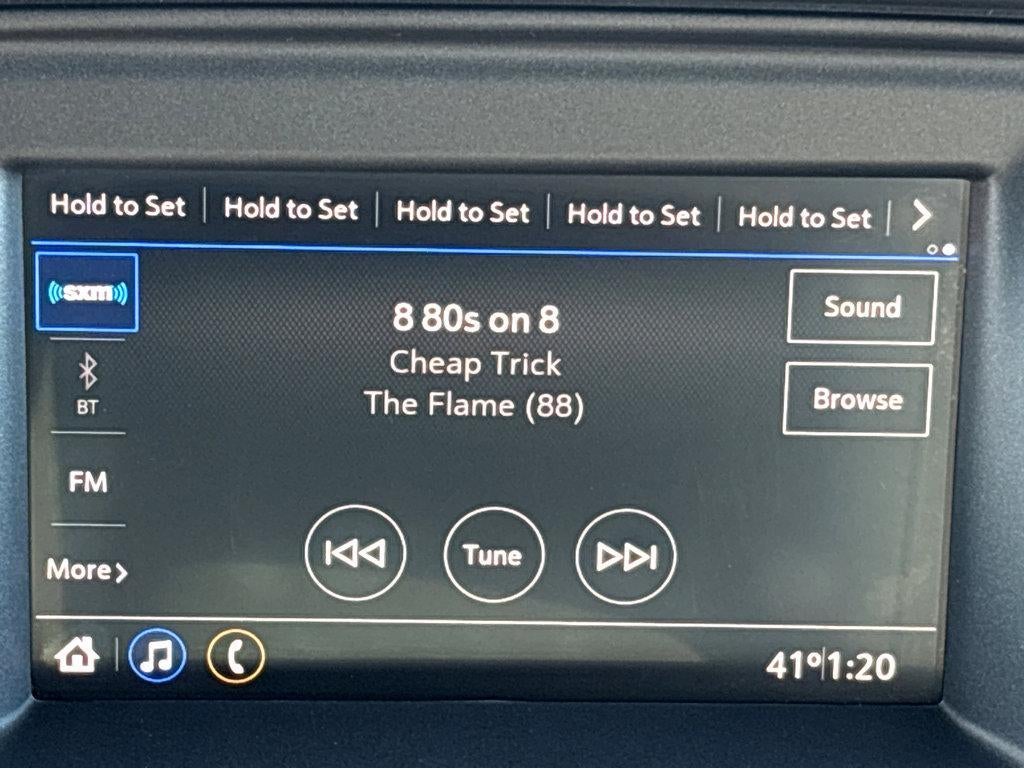 Hold to Set Hold to Set Hold to Set Hold to Set Hold to Set
sxm
8 80s on 8
Sound
Cheap Trick
BT
The Flame (88)
Browse
FM
Tune
More
41° 1:20